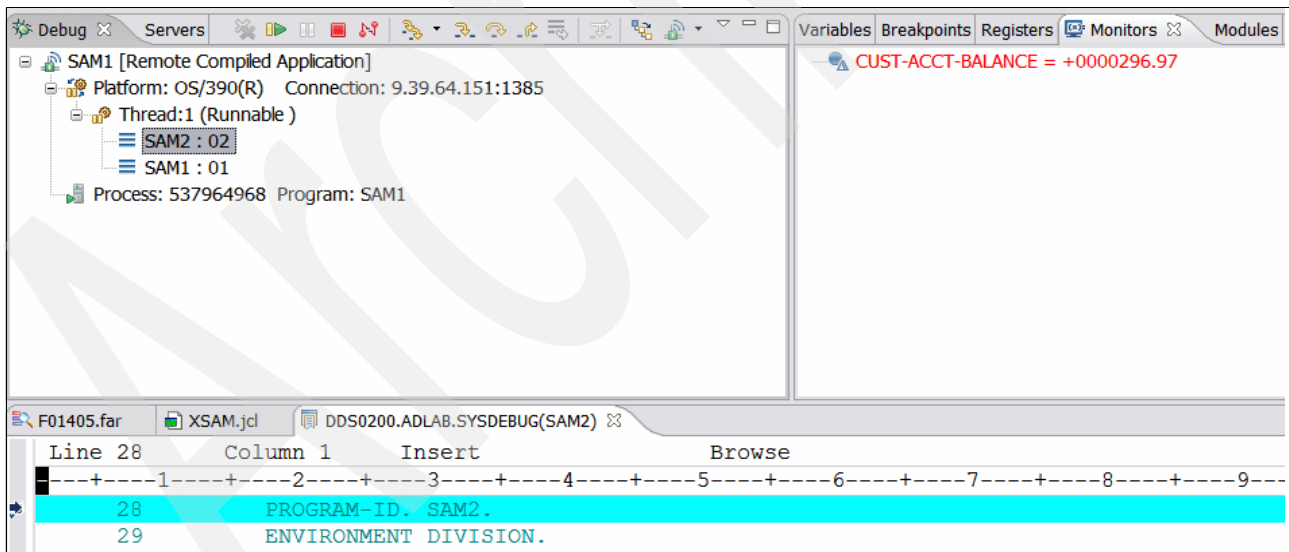 Debug Servers
Variables Breakpoints Registers Monitors Modules
SAM1 [Remote Compiled Application]
Platform: OS/390(R) Connection: 9.39.64.151:1385
Thread:1 (Runnable )
SAM2 : 02
SAM1 : 01
Process: 537964968 Program: SAM1
CUST-ACCT-BALANCE = +0000296.97
F01405.far XSAM.jcl DDS0200.ADLAB.SYSDEBUG(SAM2)
Line 28 Column 1 Insert Browse
----+----1----+----2----+----3----+----4----+----5----+----6----+----7----+----8----+----9---
28 PROGRAM-ID. SAM2.
29 ENVIRONMENT DIVISION.